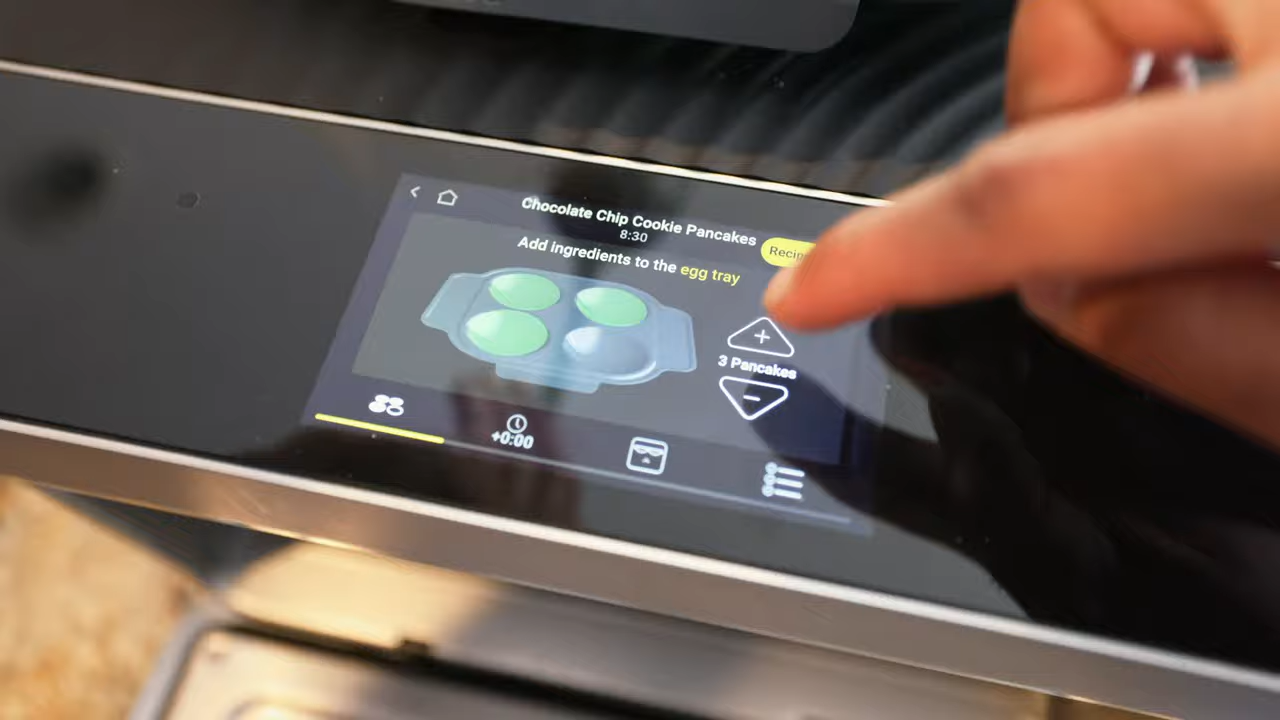 Chocolate Chip Cookie Pancakes
8:30
Add ingredients to the egg tray
3 Pancakes
+0:00